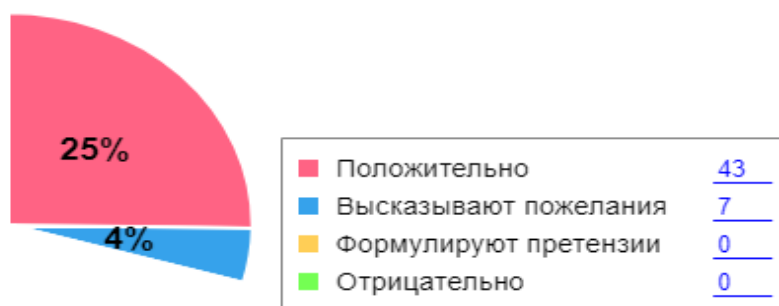 25%
4%
Положительно 43
Высказывают пожелания 7
Формулируют претензии 0
Отрицательно 0